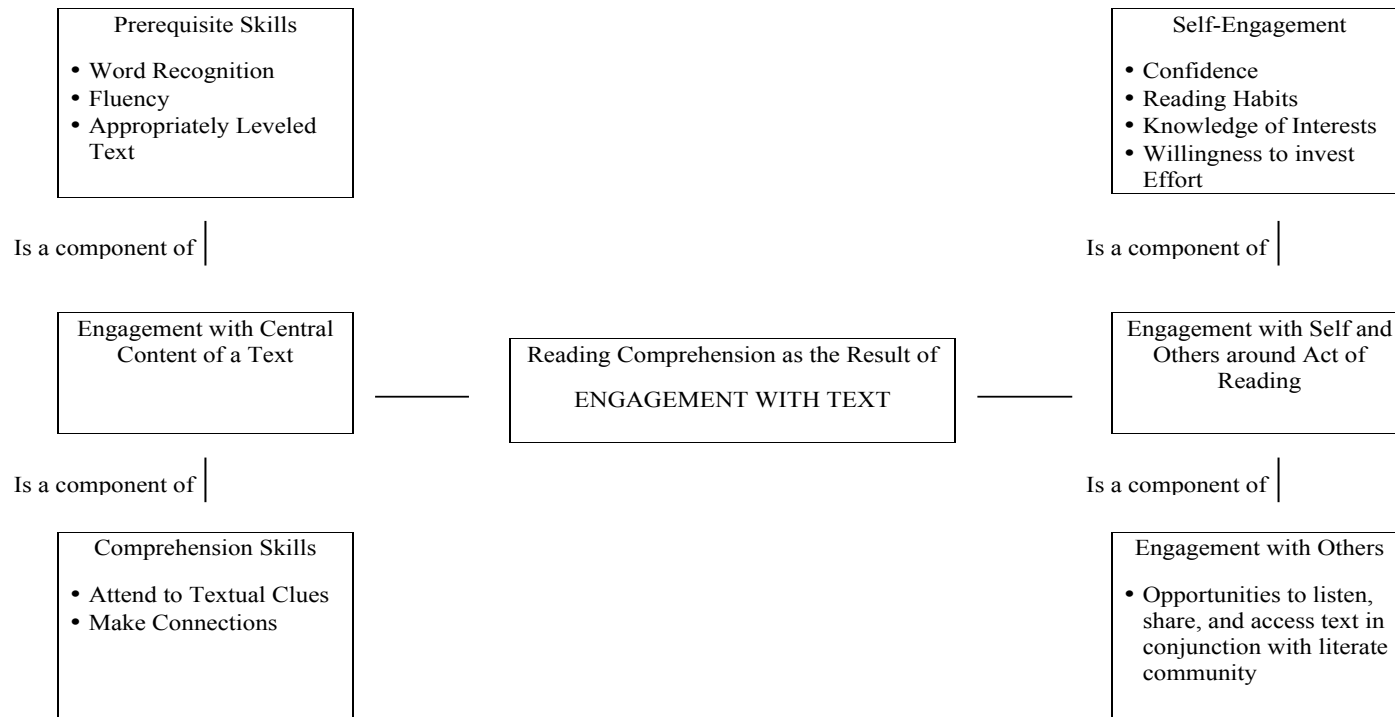 Prerequisite Skills
• Word Recognition
• Fluency
• Appropriately Leveled
Text
Self-Engagement
• Confidence
• Reading Habits
• Knowledge of Interests
• Willingness to invest
Effort
Is a component of
Is a component of
Engagement with Central
Content of a Text
Reading Comprehension as the Result of
ENGAGEMENT WITH TEXT
Engagement with Self and
Others around Act of
Reading
Is a component of
Is a component of
Comprehension Skills
• Attend to Textual Clues
• Make Connections
Engagement with Others
• Opportunities to listen,
share, and access text in
conjunction with literate
community